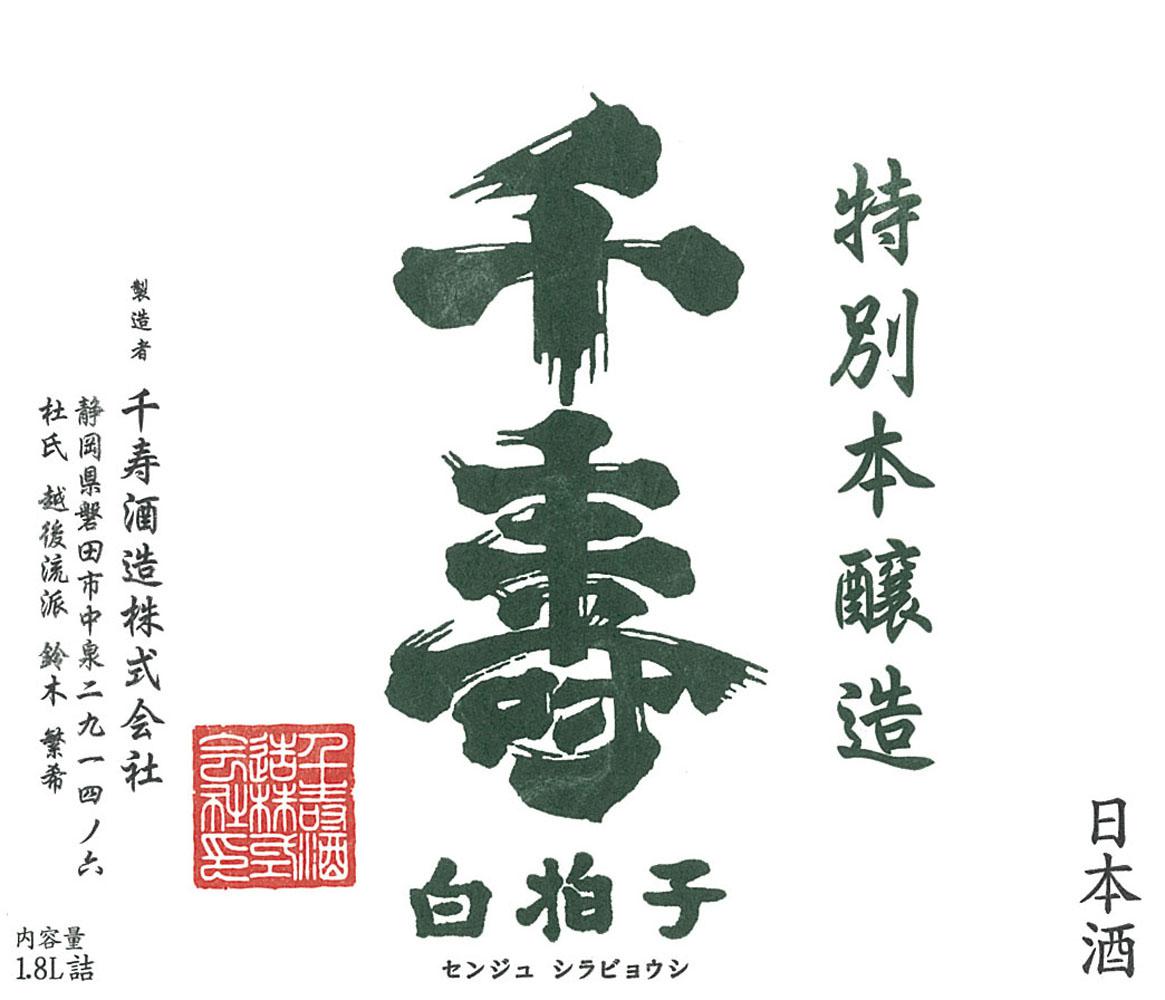 日本酒
特別本醸造
千壽
白拍子
センジュ シラビョウシ
千壽酒造株式会社印
製造者 千寿酒造株式会社
静岡県磐田市中泉二九一四ノ六
杜氏 越後流派 鈴木 繁希
内容量
1.8L詰